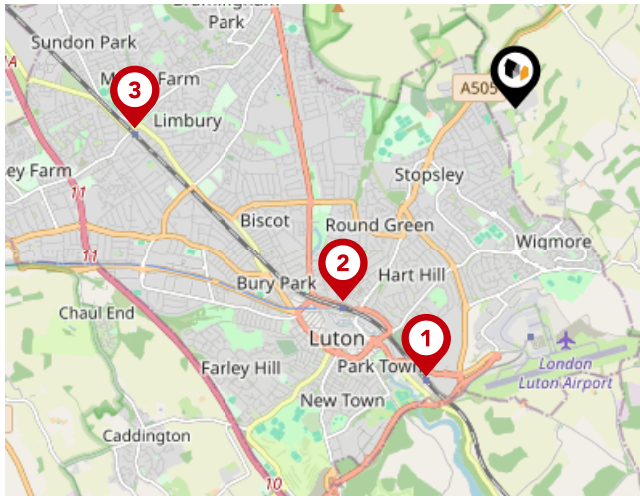 Park
Sundon Park
A505
3
Limbury
Farm
ey Farm
Stopsley
11
Biscot
Round Green
Wigmore
11
2
Bury Park
Hart Hill
Chaul End
1
Luton
London
Luton Airport
Farley Hill
Park Town
New Town
Caddington
10